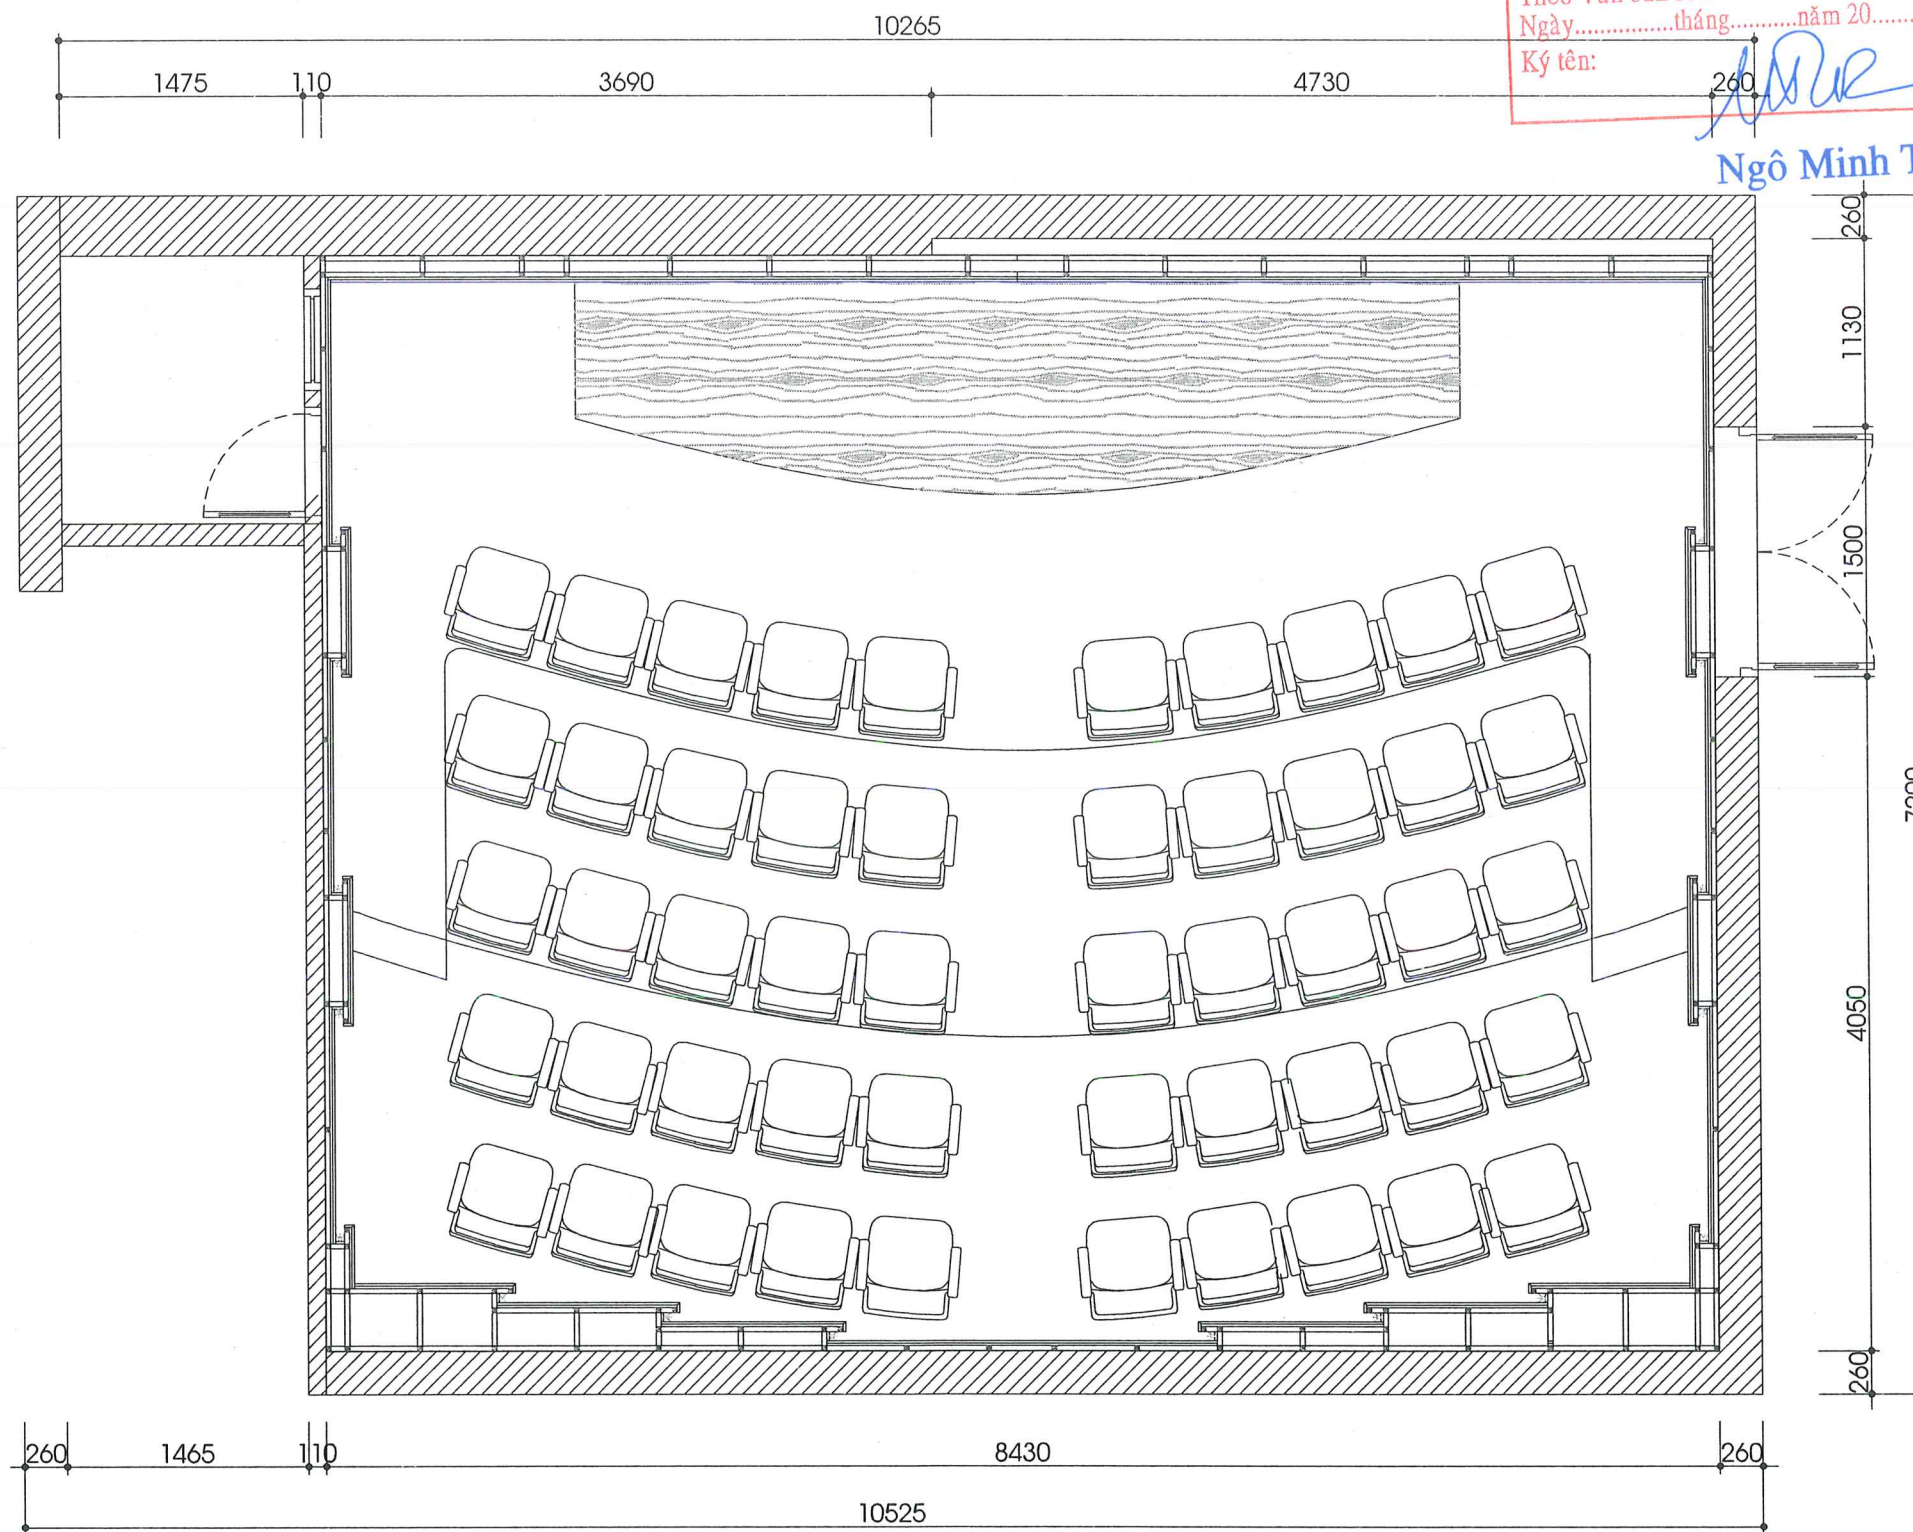 Ngày................tháng...........năm 20........
Ký tên:
Ngô Minh
10265
1475 110 3690 4730 260
260
1130
1500
4050
260
260 1465 110 8430 260
10525